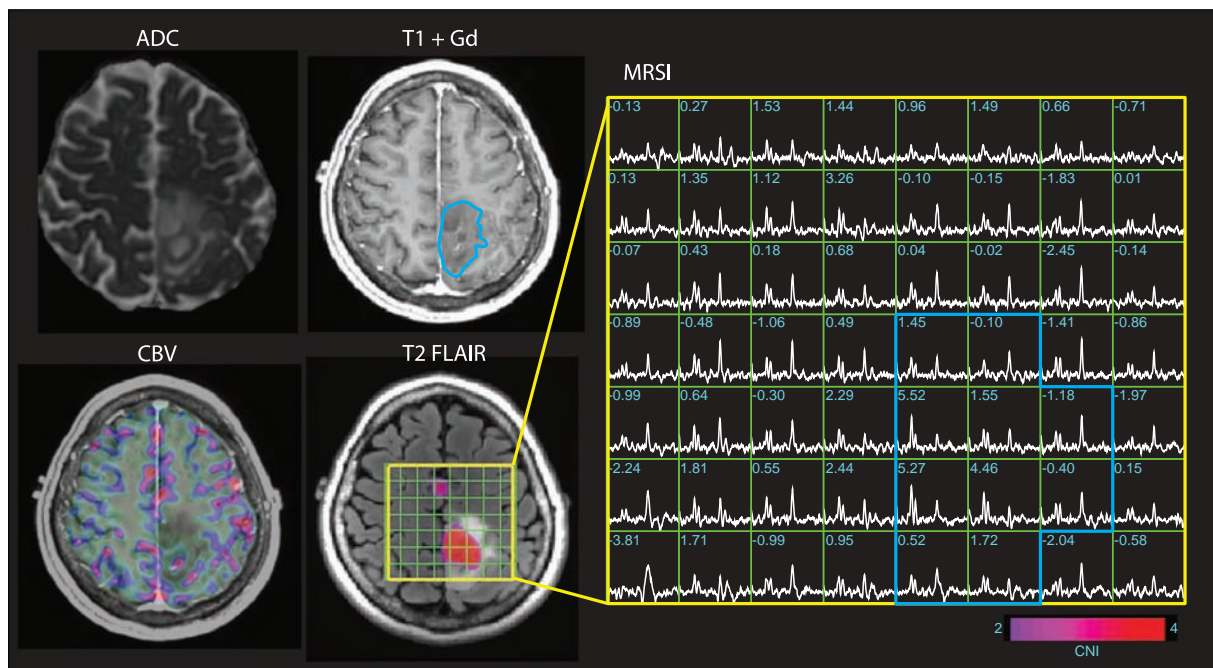 ADC
T1 + Gd
MRSI
-0.13 0.27 1.53 1.44 0.96 1.49 0.66 -0.71
0.13 1.35 1.12 3.26 -0.10 -0.15 -1.83 0.01
-0.07 0.43 0.18 0.68 0.04 -0.02 -2.45 -0.14
-0.89 -0.48 -1.06 0.49 1.45 -0.10 -1.41 -0.86
-0.99 0.64 -0.30 2.29 5.52 1.55 -1.18 -1.97
-2.24 1.81 0.55 2.44 5.27 4.46 -0.40 0.15
-3.81 1.71 -0.99 0.95 0.52 1.72 -2.04 -0.58
CBV
T2 FLAIR
2 4
CNI